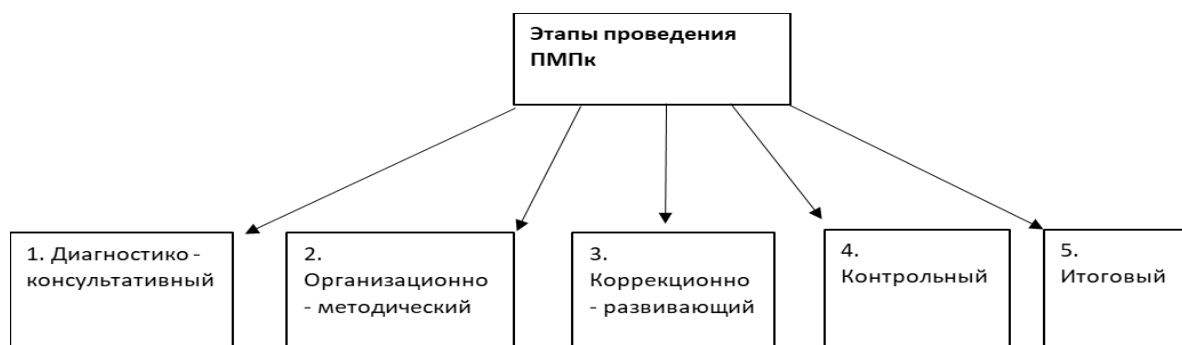 Этапы проведения
ПМПк
1. Диагностико -
консультативный
2.
Организационно
- методический
3.
Коррекционно
- развивающий
4.
Контрольный
5.
Итоговый